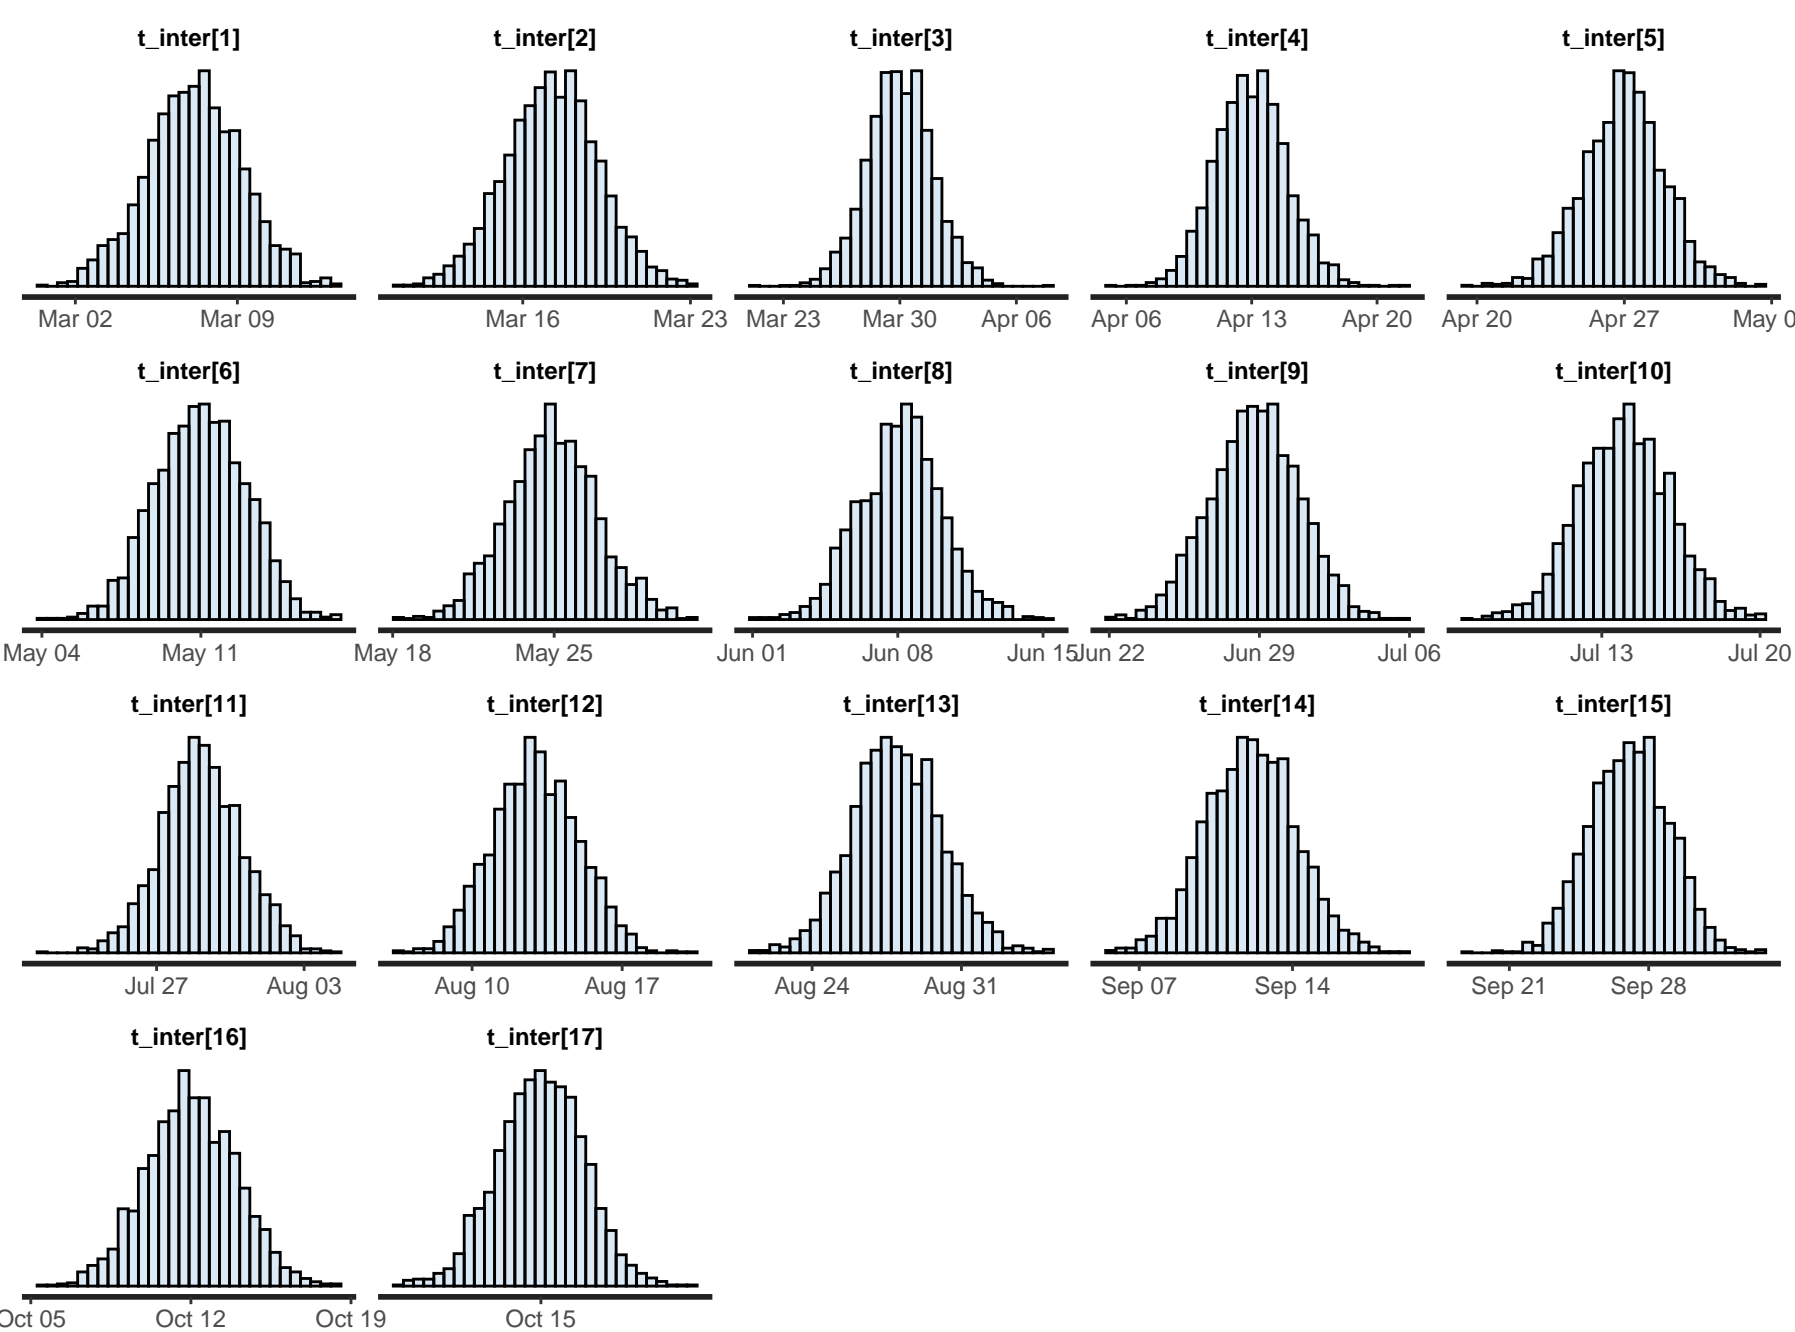 t_inter[1] t_inter[2] t_inter[3] t_inter[4] t_inter[5]
Mar 02 Mar 09 Mar 16 Mar 23 Mar 23 Mar 30 Apr 06 Apr 06 Apr 13 Apr 20 Apr 20 Apr 27 May 0
t_inter[6] t_inter[7] t_inter[8] t_inter[9] t_inter[10]
May 04 May 11 May 18 May 25 Jun 01 Jun 08 Jun 15 Jun 22 Jun 29 Jul 06 Jul 13 Jul 20
t_inter[11] t_inter[12] t_inter[13] t_inter[14] t_inter[15]
Jul 27 Aug 03 Aug 10 Aug 17 Aug 24 Aug 31 Sep 07 Sep 14 Sep 21 Sep 28
t_inter[16] t_inter[17]
Oct 05 Oct 12 Oct 19 Oct 15